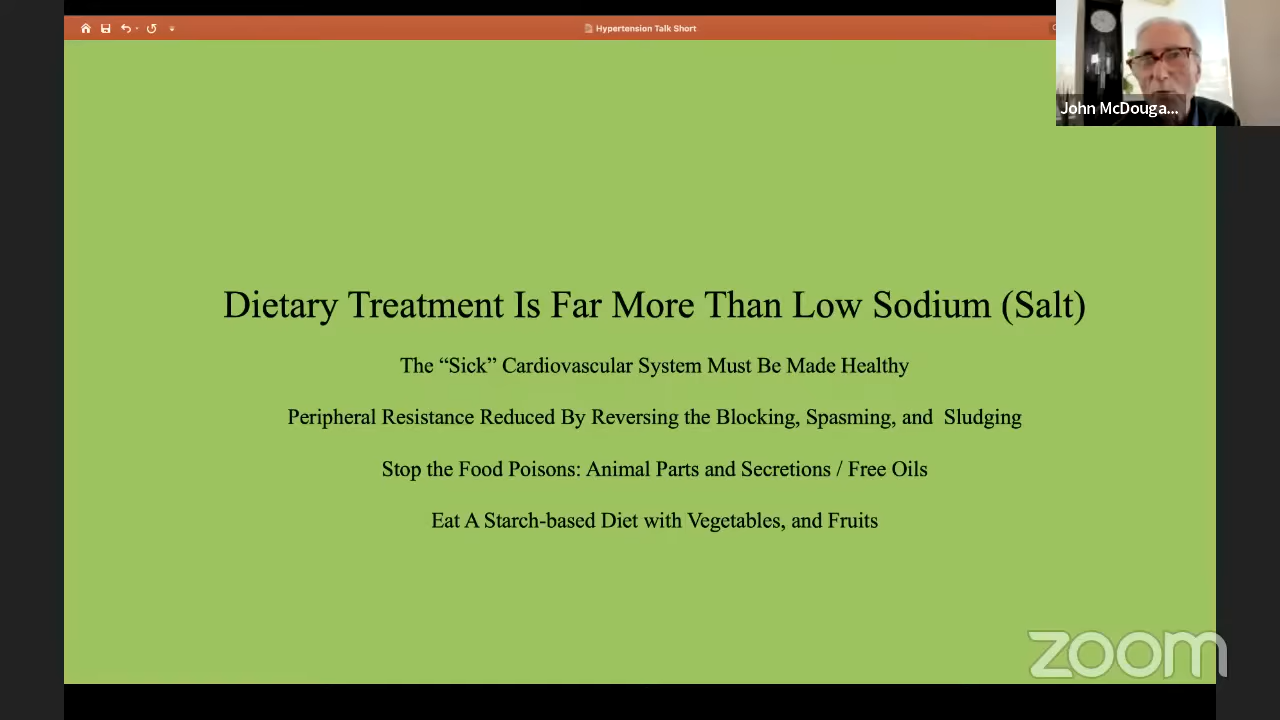 Hypertension Talk Short
John McDouga...
Dietary Treatment Is Far More Than Low Sodium (Salt)
The “Sick” Cardiovascular System Must Be Made Healthy
Peripheral Resistance Reduced By Reversing the Blocking, Spasming, and Sludging
Stop the Food Poisons: Animal Parts and Secretions / Free Oils
Eat A Starch-based Diet with Vegetables, and Fruits
zoom